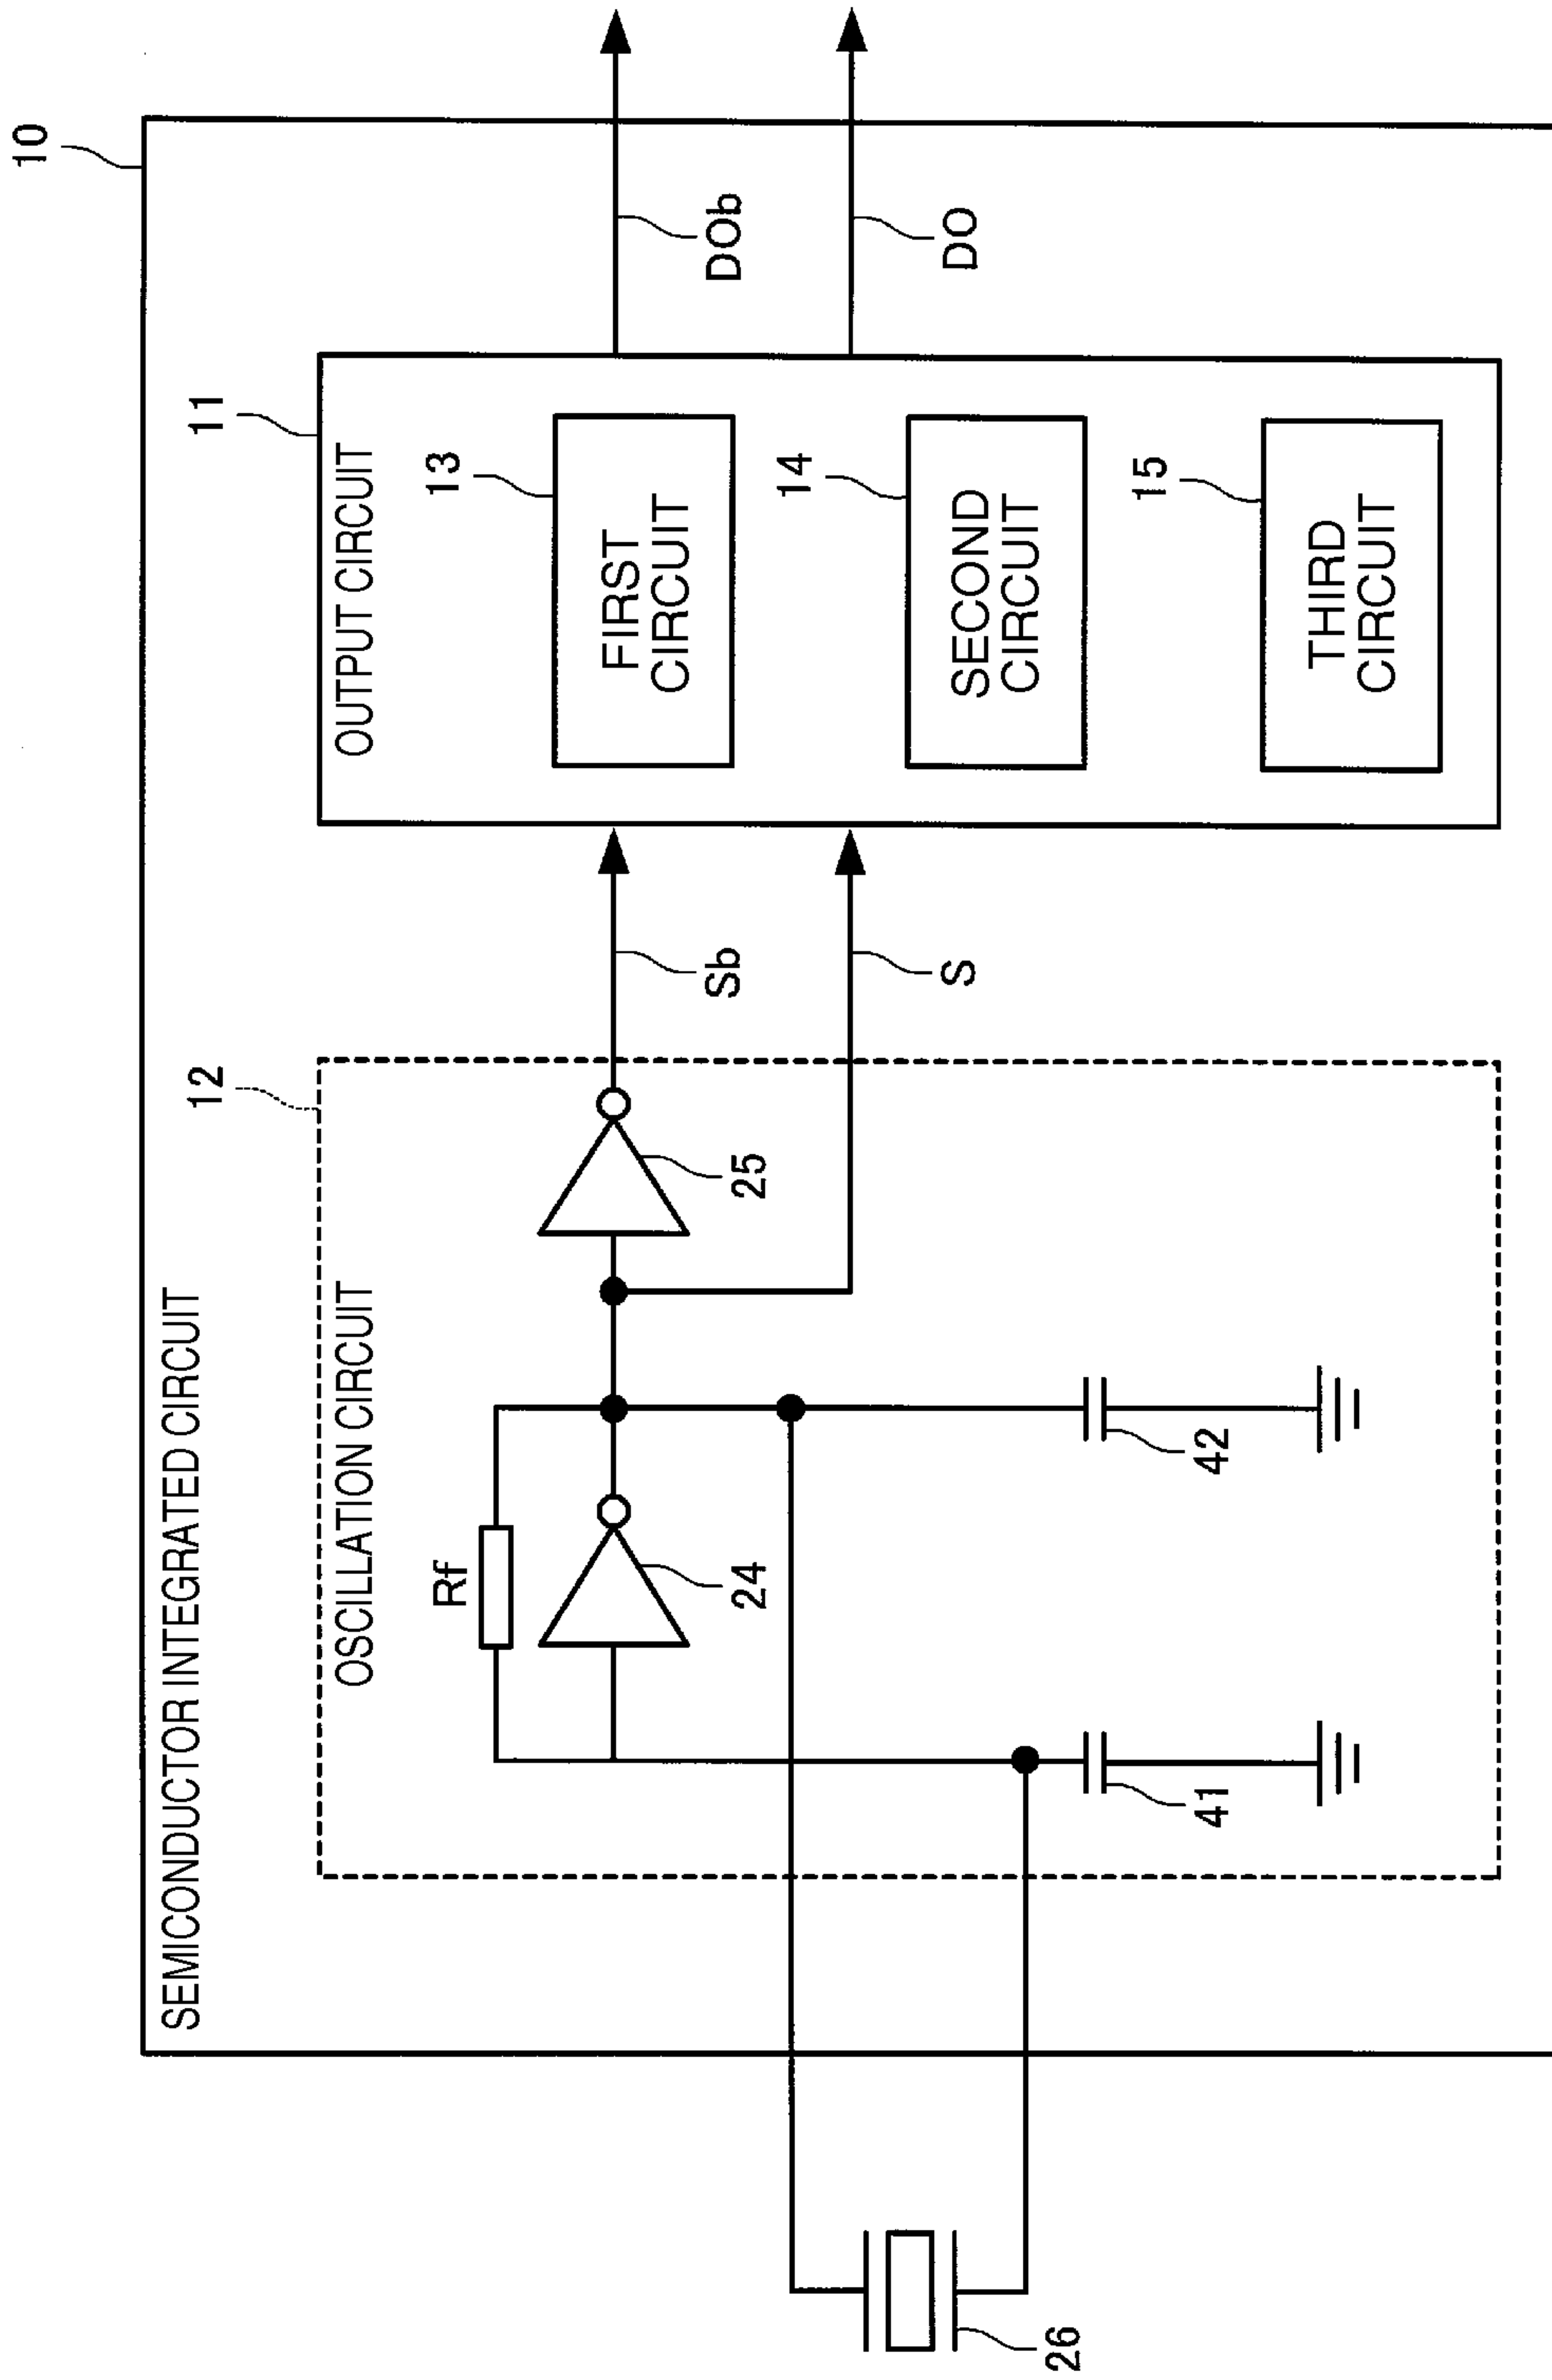 10
SEMICONDUCTOR INTEGRATED CIRCUIT
12
11
OSCILLATION CIRCUIT
OUTPUT CIRCUIT
Rf
13
24
25
Sb
FIRST
CIRCUIT
DOb
S
14
SECOND
CIRCUIT
DO
26
41
42
15
THIRD
CIRCUIT